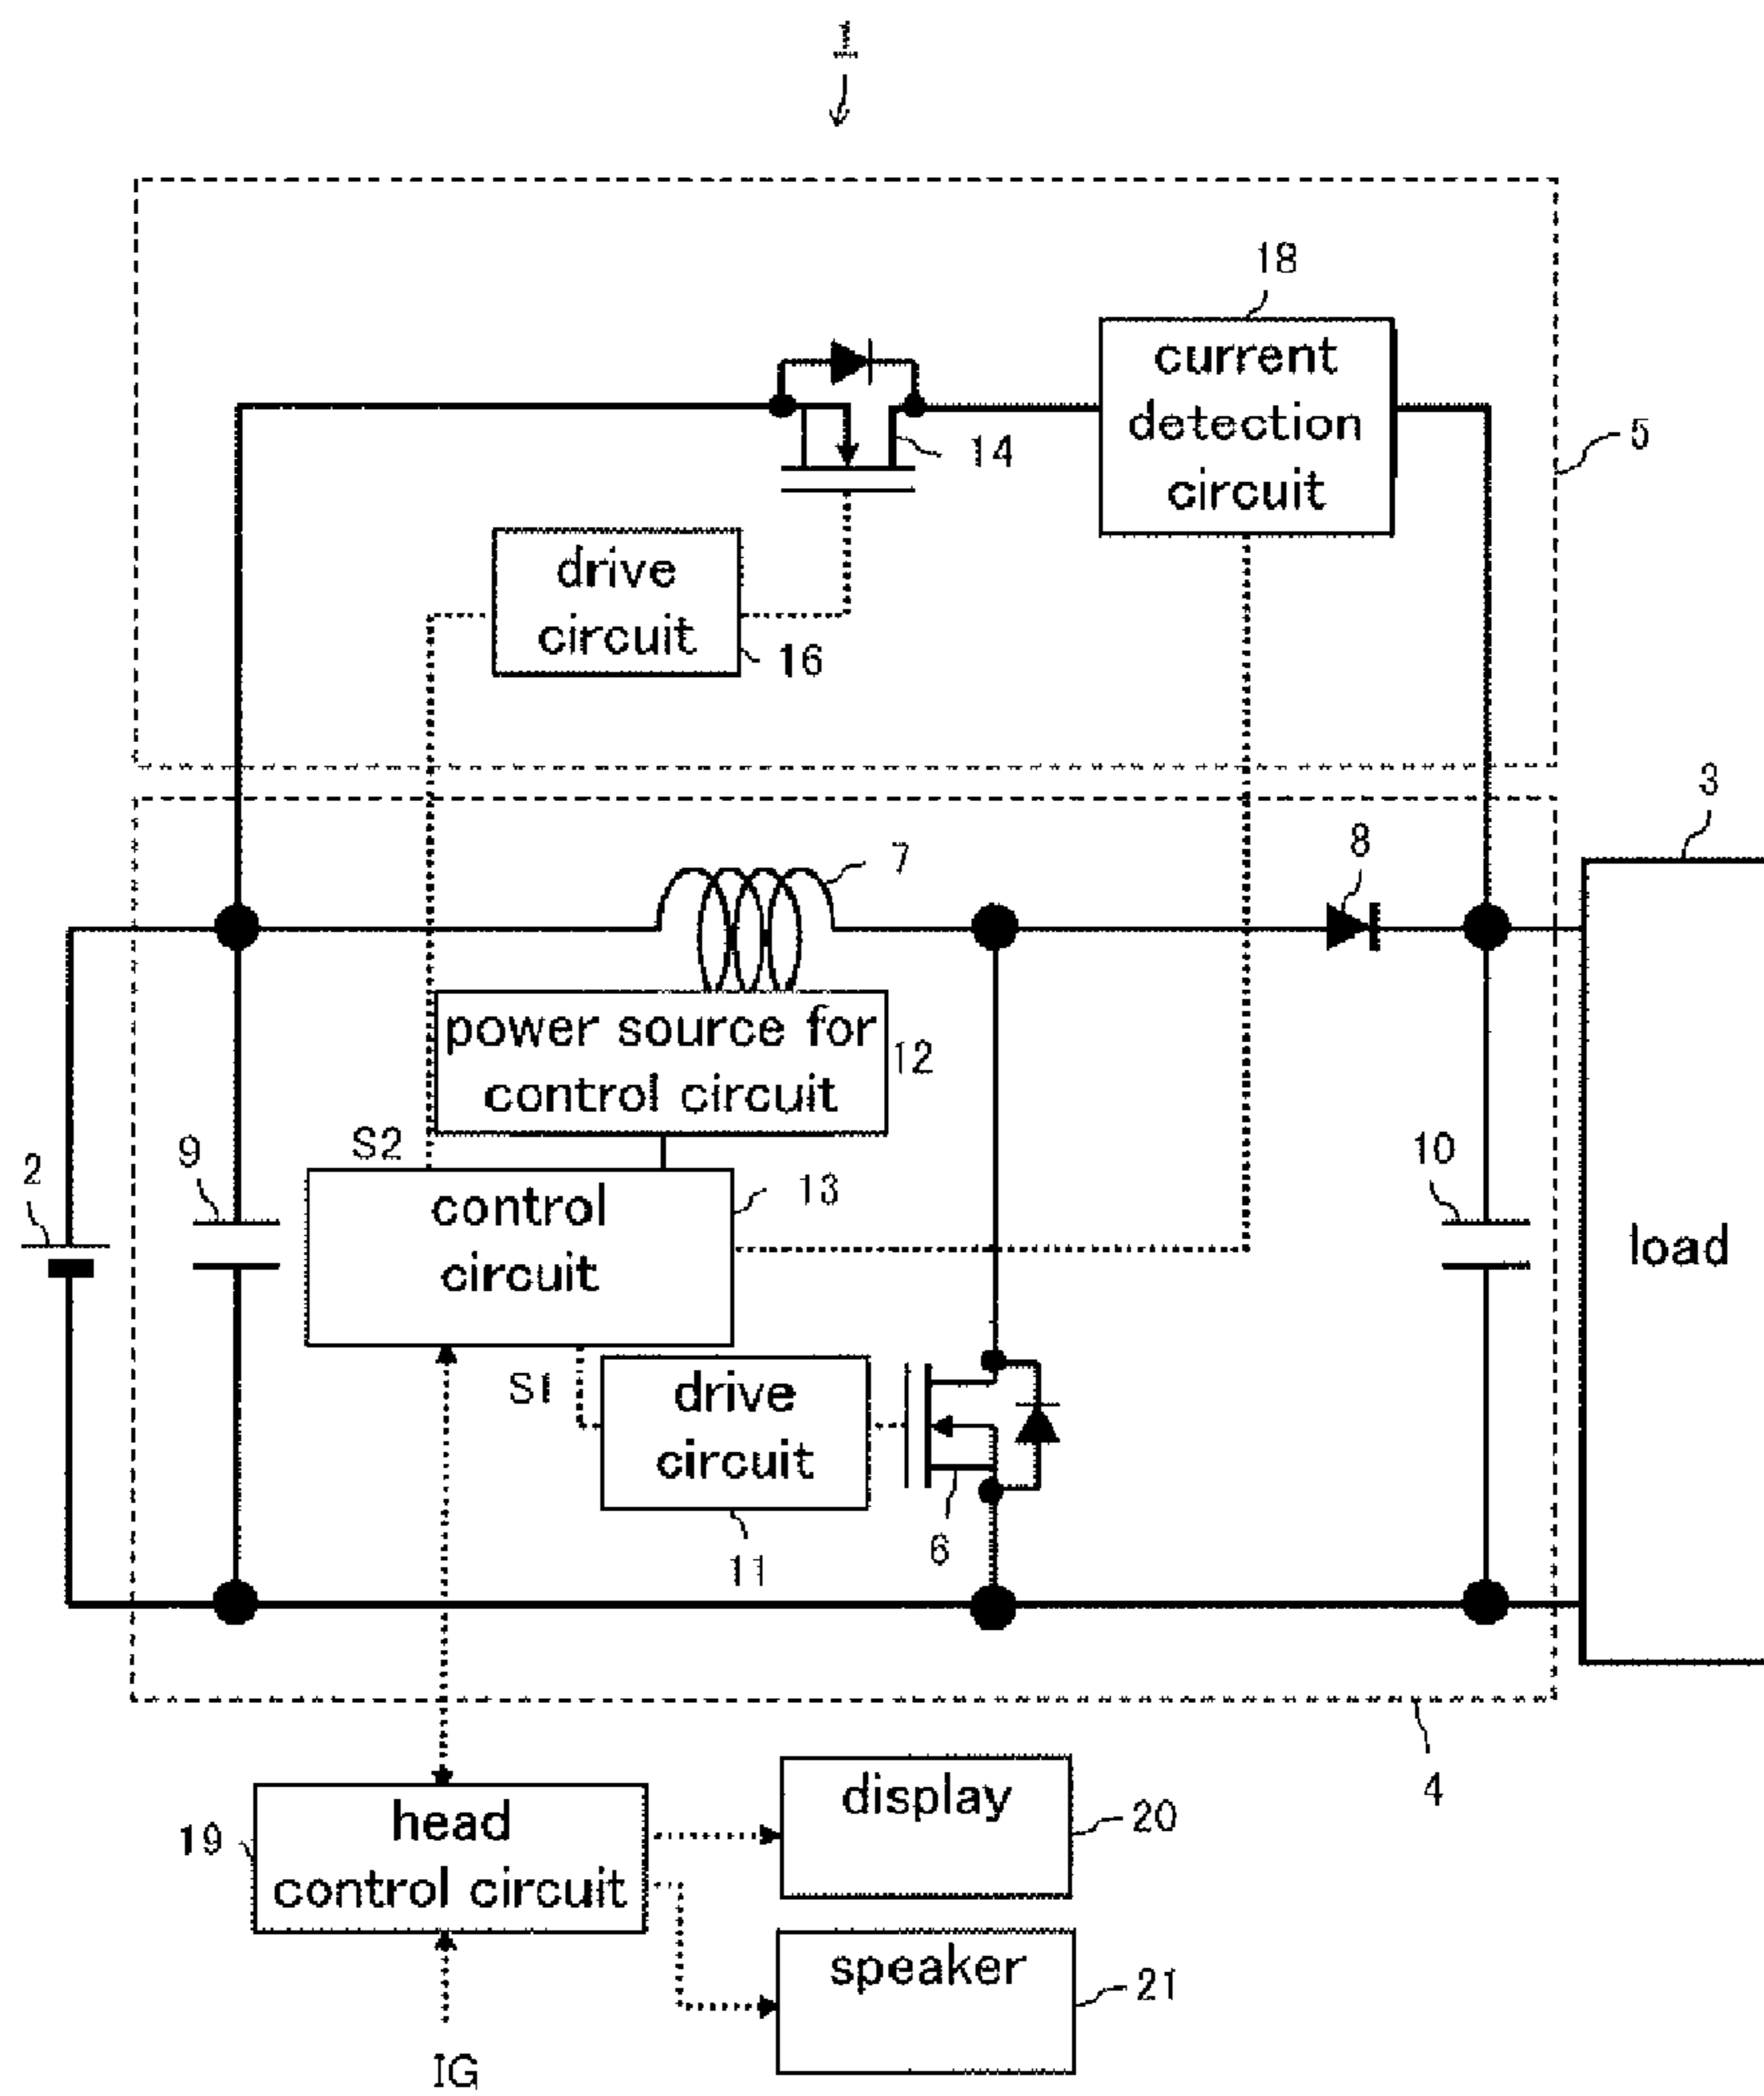 1
18
current
detection
circuit
5
14
drive
circuit
16
3
8
7
power source for
control circuit
12
S2
9
10
2
13
control
circuit
load
S1
drive
circuit
6
11
4
display
20
head
control circuit
19
speaker
21
IG